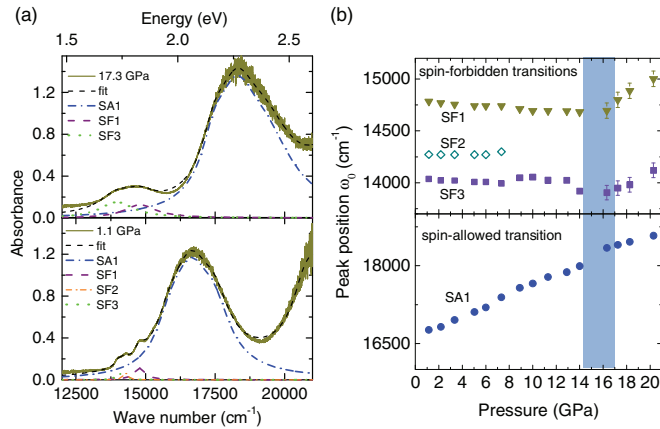 (a)
Energy (eV)
1.5 2.0 2.5
17.3 GPa
fit
SA1
SF1
SF3
1.2
0.6
0.0
1.1 GPa
fit
SA1
SF1
SF2
SF3
1.2
0.8
0.4
0.0
Absorbance
12500 15000 17500 20000
Wave number (cm⁻¹)
(b)
spin-forbidden transitions
SF1
SF2
SF3
15000
14250
14000
spin-allowed transition
SA1
18000
16500
Peak position ω₀ (cm⁻¹)
0 2 4 6 8 10 12 14 16 18 20
Pressure (GPa)